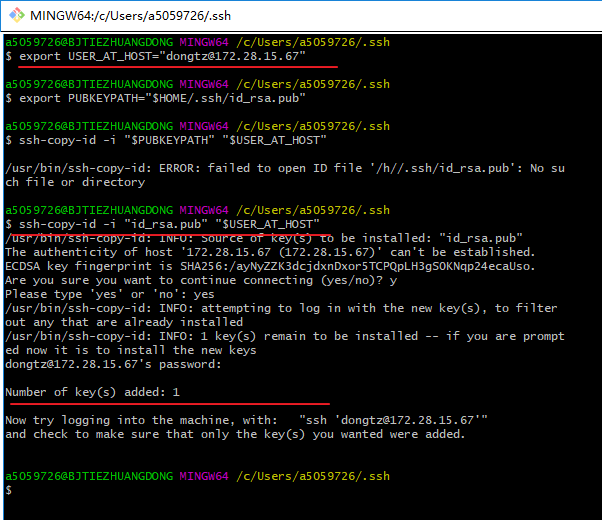 MINGW64:/c/Users/a5059726/.ssh
a5059726@BJTIEZHUANGDONG MINGW64 /c/Users/a5059726/.ssh
$ export USER_AT_HOST="dongtz@172.28.15.67"
a5059726@BJTIEZHUANGDONG MINGW64 /c/Users/a5059726/.ssh
$ export PUBKEYPATH="$HOME/.ssh/id_rsa.pub"
a5059726@BJTIEZHUANGDONG MINGW64 /c/Users/a5059726/.ssh
$ ssh-copy-id -i "$PUBKEYPATH" "$USER_AT_HOST"
/usr/bin/ssh-copy-id: ERROR: failed to open ID file '/h//.ssh/id_rsa.pub': No su
ch file or directory
a5059726@BJTIEZHUANGDONG MINGW64 /c/Users/a5059726/.ssh
$ ssh-copy-id -i "id_rsa.pub" "$USER_AT_HOST"
/usr/bin/ssh-copy-id: INFO: Source of key(s) to be installed: "id_rsa.pub"
The authenticity of host '172.28.15.67 (172.28.15.67)' can't be established.
ECDSA key fingerprint is SHA256:/ayNyZZK3dcjdxnDxor5TCPQpLH3gSOKNqp24ecaUso.
Are you sure you want to continue connecting (yes/no)? y
Please type 'yes' or 'no': yes
/usr/bin/ssh-copy-id: INFO: attempting to log in with the new key(s), to filter
out any that are already installed
/usr/bin/ssh-copy-id: INFO: 1 key(s) remain to be installed -- if you are prompt
ed now it is to install the new keys
dongtz@172.28.15.67's password:
Number of key(s) added: 1
Now try logging into the machine, with:   "ssh 'dongtz@172.28.15.67'"
and check to make sure that only the key(s) you wanted were added.
a5059726@BJTIEZHUANGDONG MINGW64 /c/Users/a5059726/.ssh
$